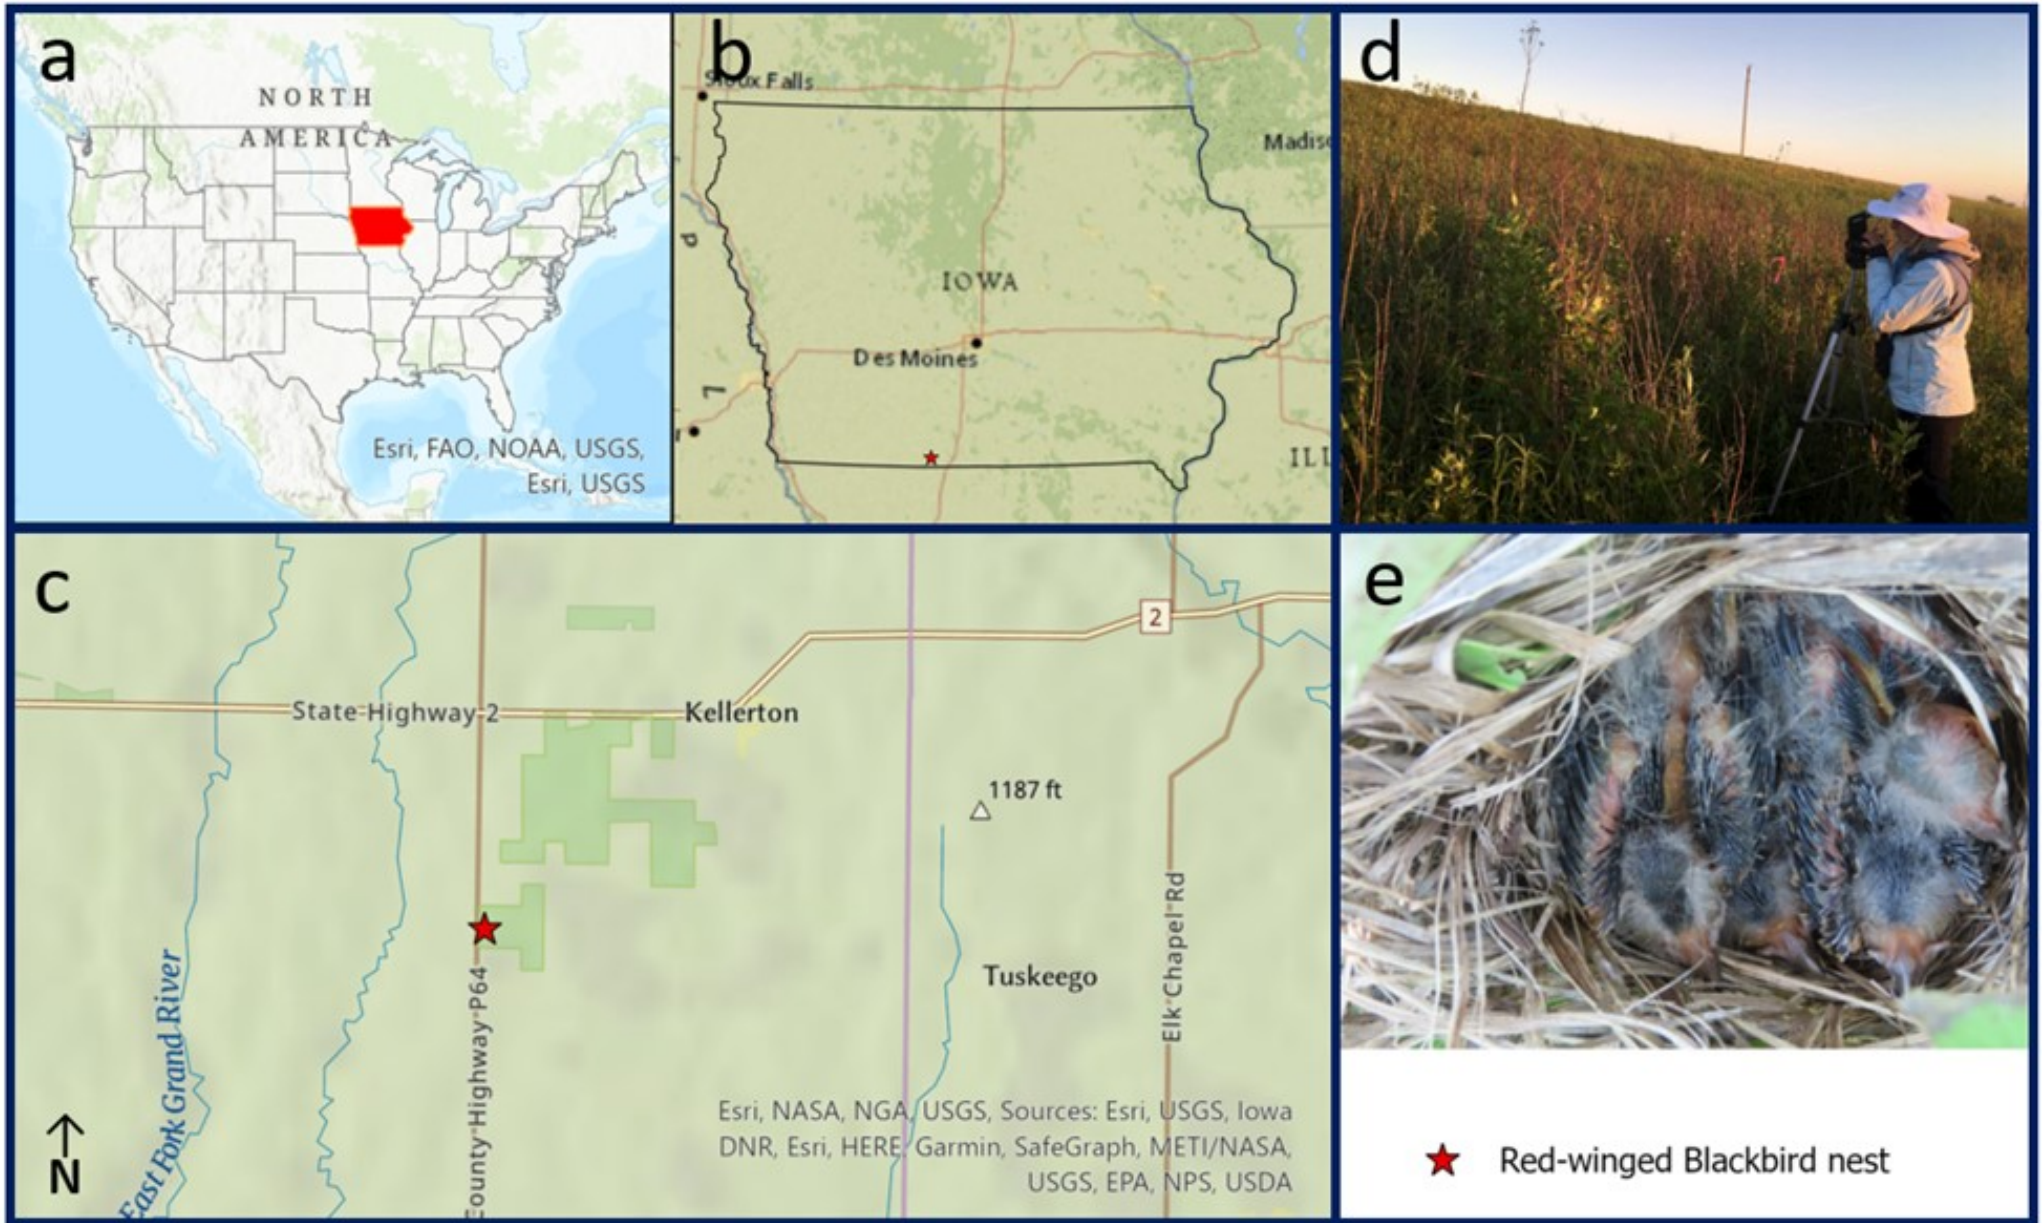 a
NORTH
AMERICA
Esri, FAO, NOAA, USGS,
Esri, USGS
b
Sioux Falls
Madis
IOWA
Des Moines
ILL
d
c
2
State Highway 2
Kellerton
1187 ft
Elk Chapel Rd
Tuskeego
County Highway P64
East Fork Grand River
N
Esri, NASA, NGA, USGS, Sources: Esri, USGS, Iowa
DNR, Esri, HERE, Garmin, SafeGraph, METI/NASA,
USGS, EPA, NPS, USDA
e
Red-winged Blackbird nest